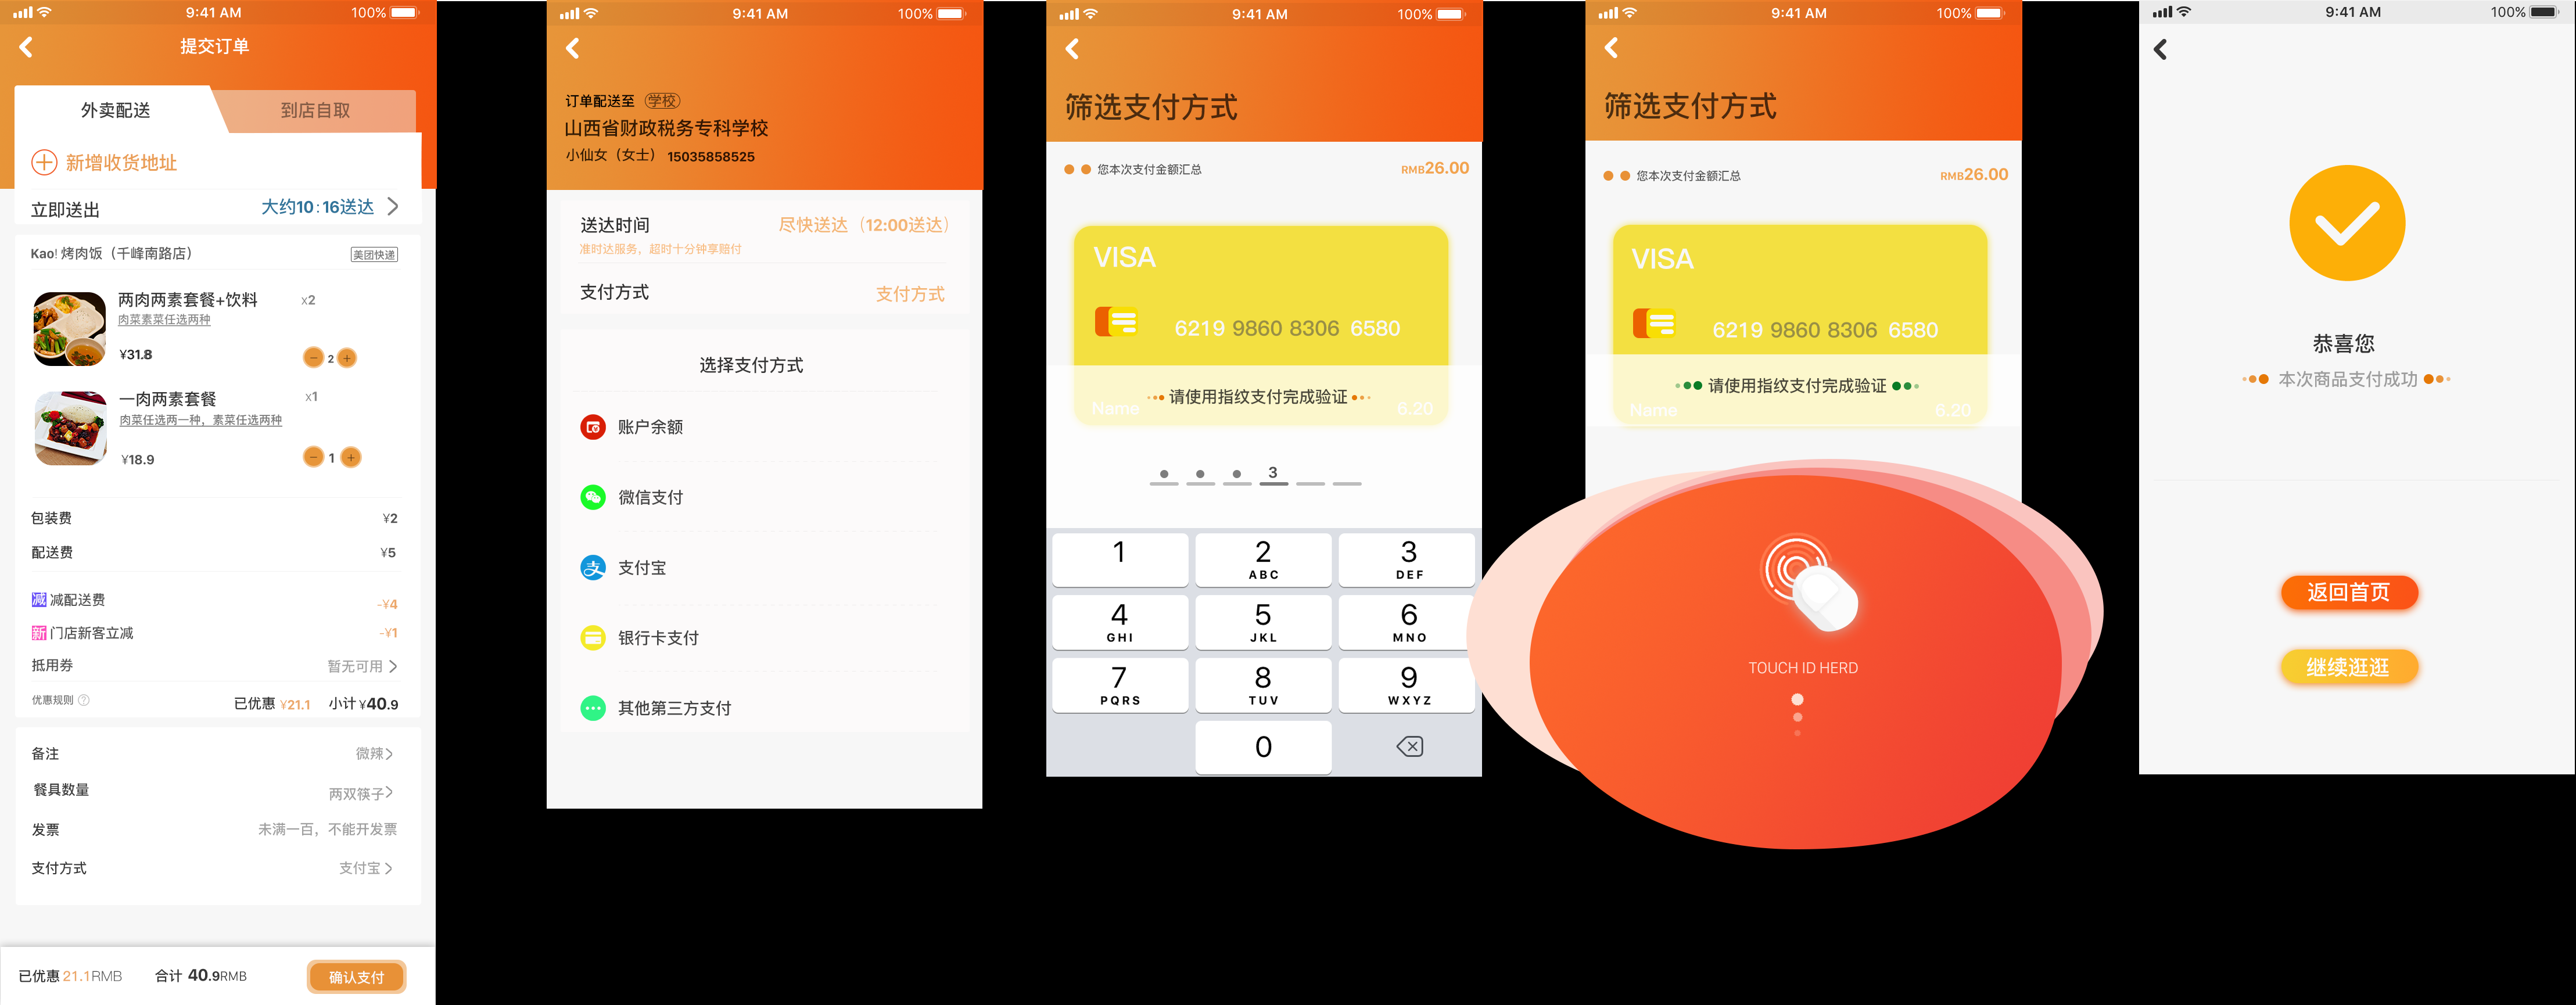 9:41 AM
100%
提交订单
外卖配送
到店自取
新增收货地址
立即送出
大约10:16送达
Kao! 烤肉饭（千峰南路店）
美团快递
两肉两素套餐+饮料
x2
肉菜素菜任选两种
¥31.8
2
一肉两素套餐
x1
肉菜任选两一种，素菜任选两种
¥18.9
1
包装费
¥2
配送费
¥5
减 减配送费
-¥4
新 门店新客立减
-¥1
抵用券
暂无可用
优惠规则 ?
已优惠 ¥21.1
小计 ¥40.9
备注
微辣
餐具数量
两双筷子
发票
未满一百，不能开发票
支付方式
支付宝
已优惠 21.1RMB
合计 40.9RMB
确认支付
9:41 AM
100%
订单配送至 学校
山西省财政税务专科学校
小仙女（女士） 15035858525
送达时间
尽快送达（12:00送达）
准时达服务，超时十分钟享赔付
支付方式
支付方式
选择支付方式
账户余额
微信支付
支付宝
银行卡支付
其他第三方支付
9:41 AM
100%
筛选支付方式
您本次支付金额汇总
RMB26.00
VISA
6219 9860 8306 6580
请使用指纹支付完成验证
Name
6.20
3
1
2
ABC
3
DEF
4
GHI
5
JKL
6
MNO
7
PQRS
8
TUV
9
WXYZ
0
9:41 AM
100%
筛选支付方式
您本次支付金额汇总
RMB26.00
VISA
6219 9860 8306 6580
请使用指纹支付完成验证
Name
6.20
TOUCH ID HERD
9:41 AM
100%
恭喜您
本次商品支付成功
返回首页
继续逛逛